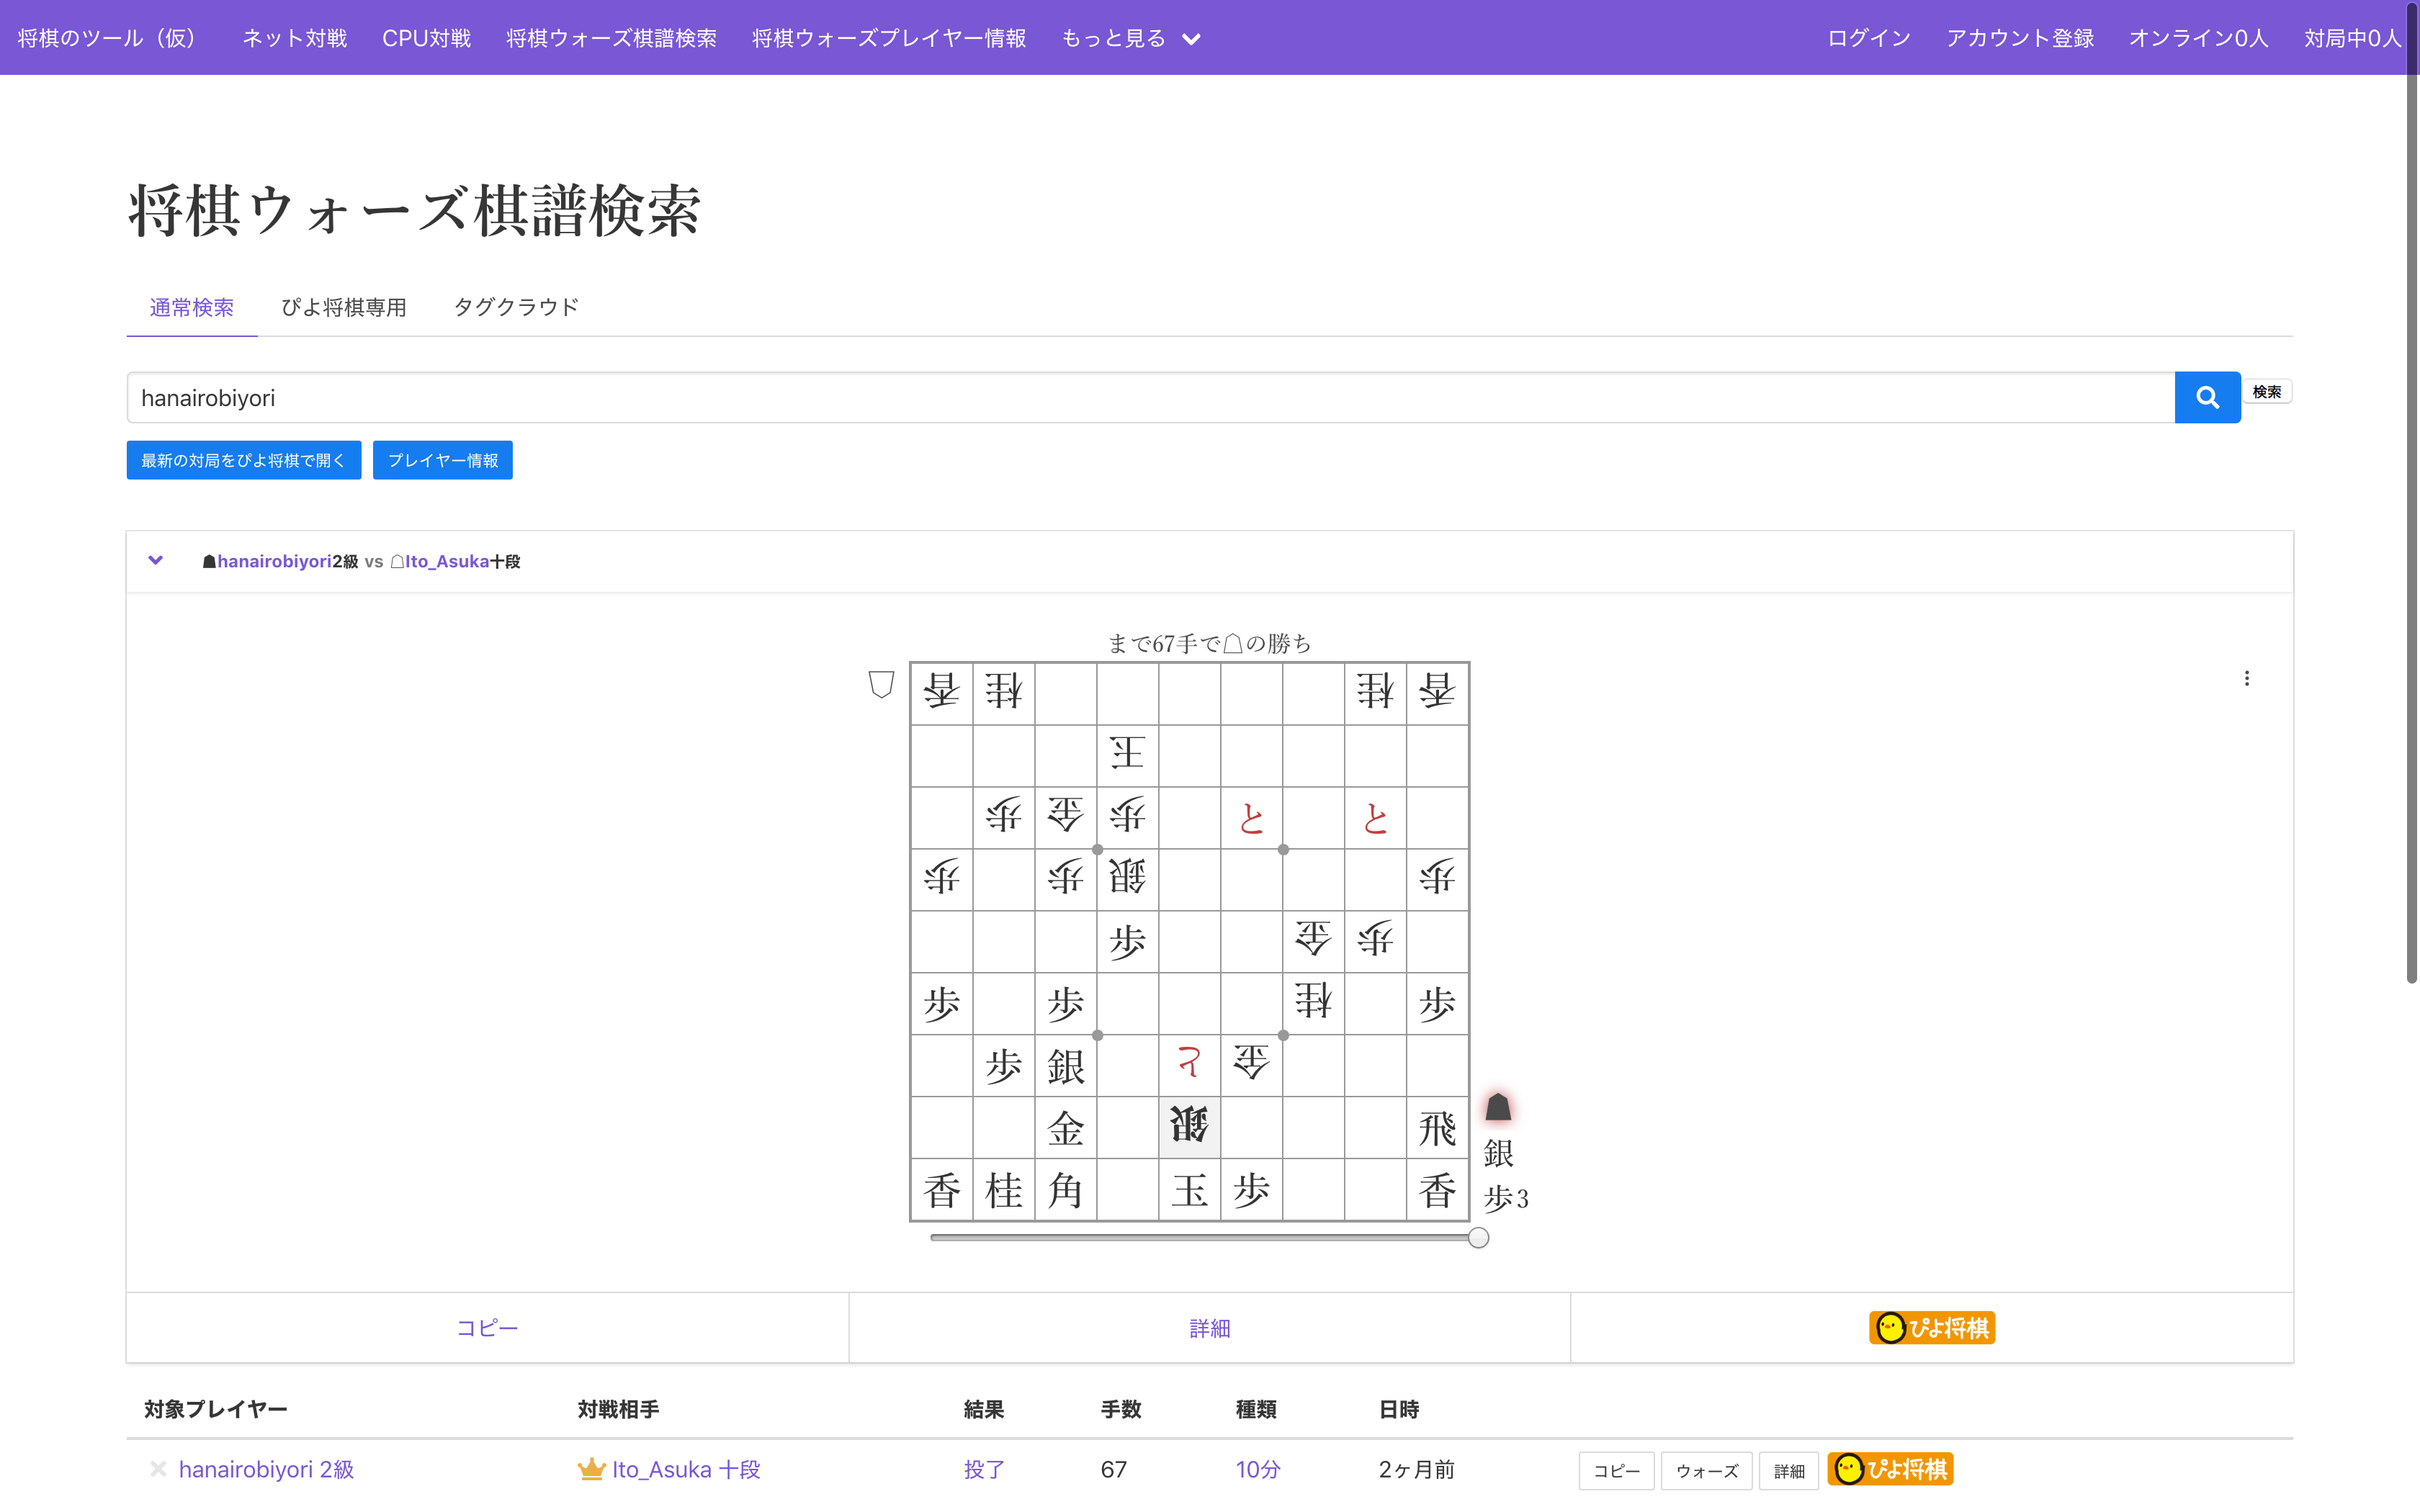 将棋のツール（仮） ネット対戦 CPU対戦 将棋ウォーズ棋譜検索 将棋ウォーズプレイヤー情報 もっと見る ログイン アカウント登録 オンライン0人 対局中0人
将棋ウォーズ棋譜検索
通常検索 ぴよ将棋専用 タグクラウド
hanairobiyori 検索
最新の対局をぴよ将棋で開く プレイヤー情報
☗hanairobiyori2級 vs ☖Ito_Asuka十段
まで67手で☖の勝ち
香 桂 桂 香
王
歩 金 歩 と と
歩 歩 銀 歩
歩 金 歩
歩 歩 桂 歩
歩 銀 と 金
金 銀 飛
香 桂 角 玉 歩 香
銀
歩3
コピー 詳細 ぴよ将棋
対象プレイヤー 対戦相手 結果 手数 種類 日時
hanairobiyori 2級 Ito_Asuka 十段 投了 67 10分 2ヶ月前 コピー ウォーズ 詳細 ぴよ将棋